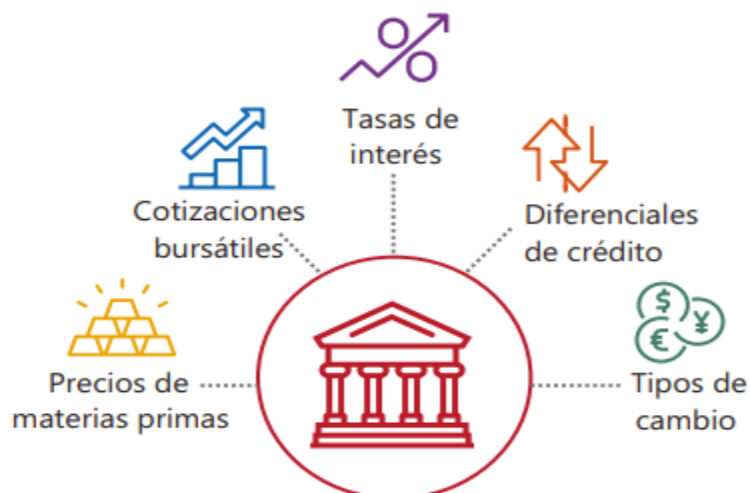 Tasas de
interés
Cotizaciones
bursátiles
Diferenciales
de crédito
$
¥
€
Precios de
materias primas
Tipos de
cambio